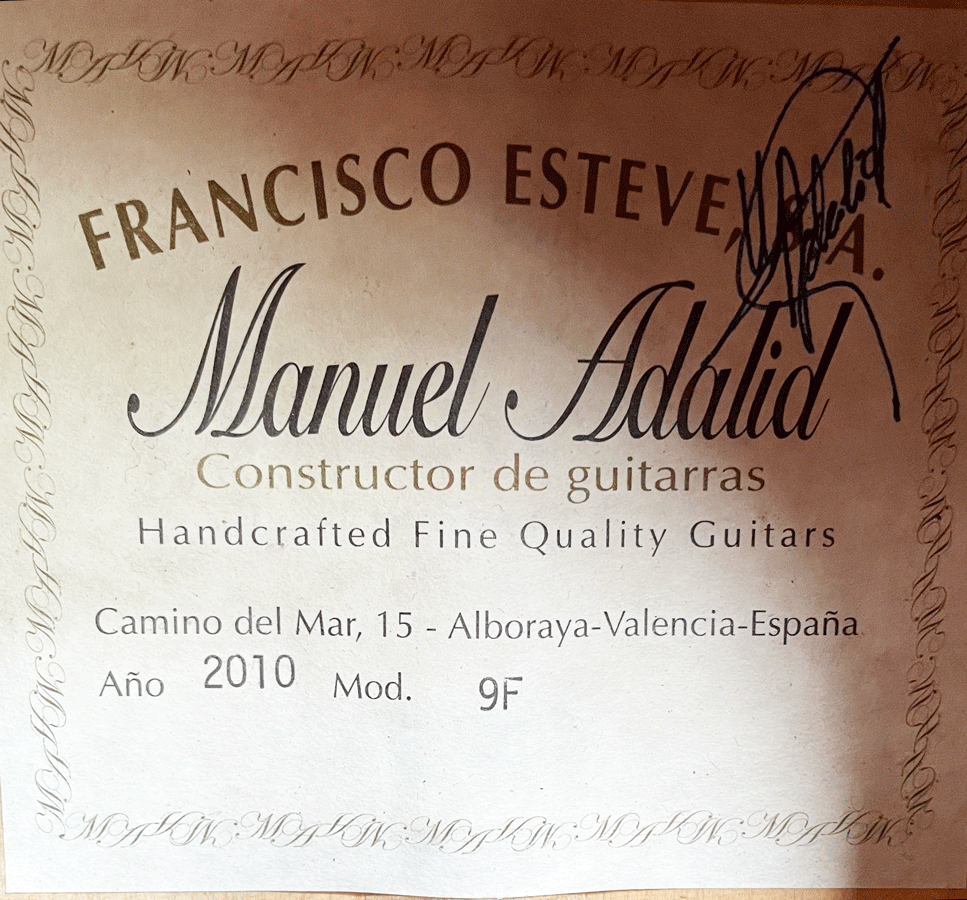 FRANCISCO ESTEVE, S.A.
Manuel Adalid
Constructor de guitarras
Handcrafted Fine Quality Guitars
Camino del Mar, 15 - Alboraya-Valencia-España
Año 2010 Mod. 9F